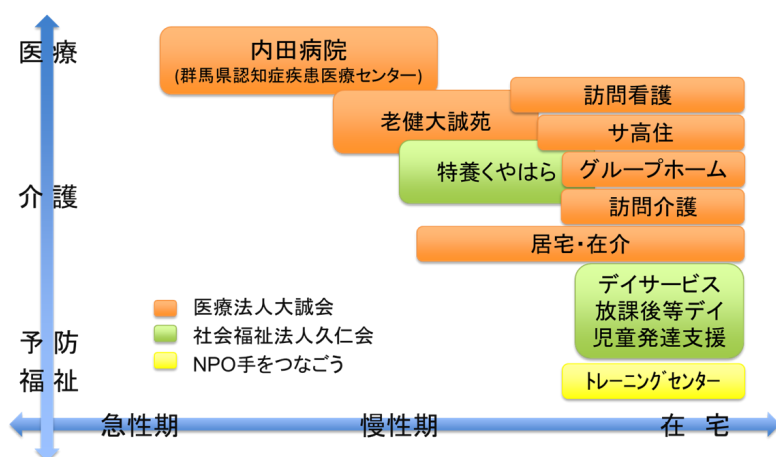 医 療
内田病院
(群馬県認知症疾患医療センター)
訪問看護
老健大誠苑
サ高住
特養くやはら
グループホーム
介 護
訪問介護
居宅・在介
デイサービス
放課後等デイ
児童発達支援
医療法人大誠会
社会福祉法人久仁会
NPO手をつなごう
予 防
福 祉
トレーニングセンター
急性期
慢性期
在 宅